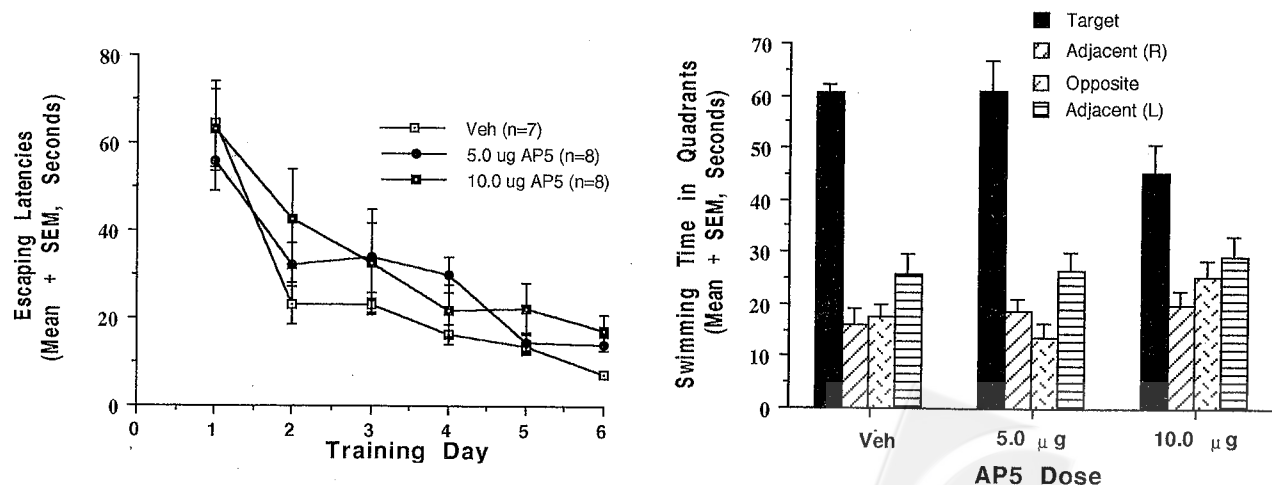 Escaping Latencies
(Mean + SEM, Seconds)
80
60
40
20
0
0
1
2
3
4
5
6
Training Day
Veh (n=7)
5.0 ug AP5 (n=8)
10.0 ug AP5 (n=8)
Swimming Time in Quadrants
(Mean + SEM, Seconds)
70
60
50
40
30
20
10
0
Target
Adjacent (R)
Opposite
Adjacent (L)
Veh
5.0 μg
10.0 μg
AP5 Dose